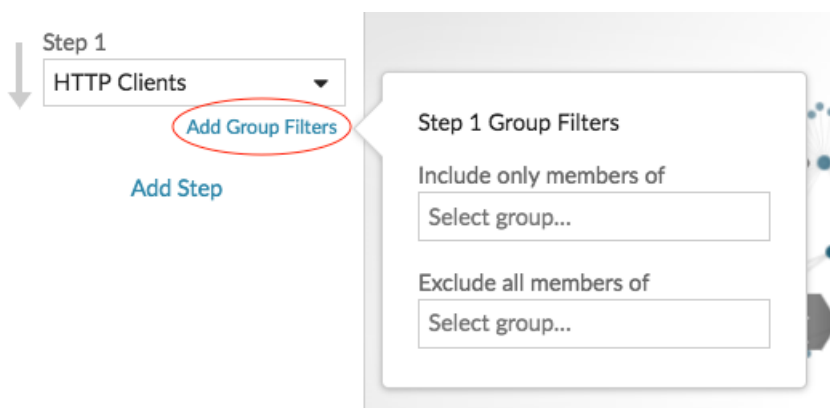 Step 1
HTTP Clients
Add Group Filters
Add Step
Step 1 Group Filters
Include only members of
Select group...
Exclude all members of
Select group...